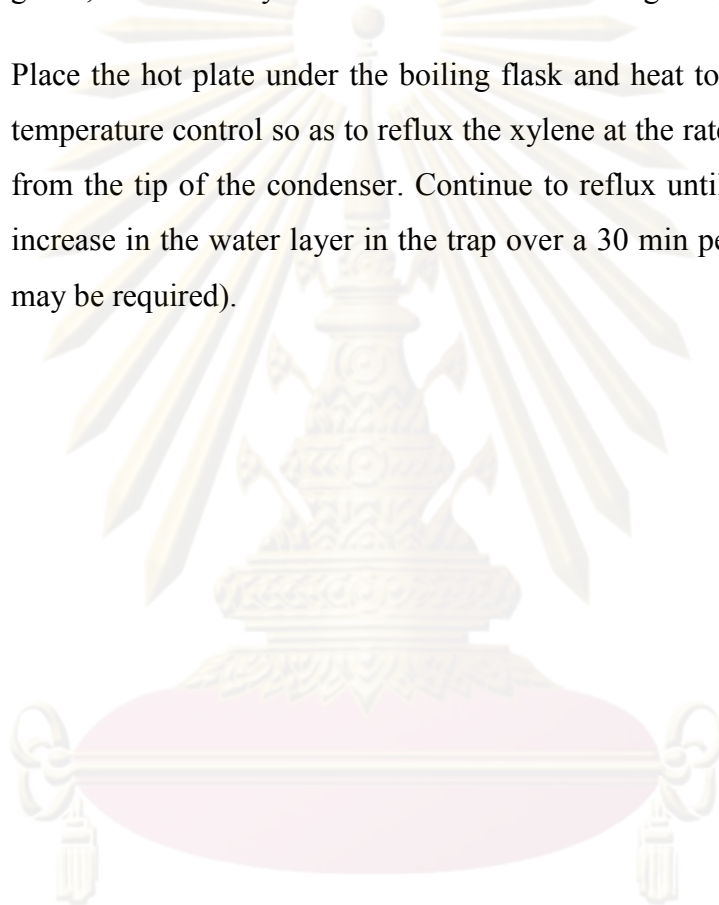 Place the hot plate under the boiling flask and heat to
temperature control so as to reflux the xylene at the rate
from the tip of the condenser. Continue to reflux until
increase in the water layer in the trap over a 30 min pe
may be required).